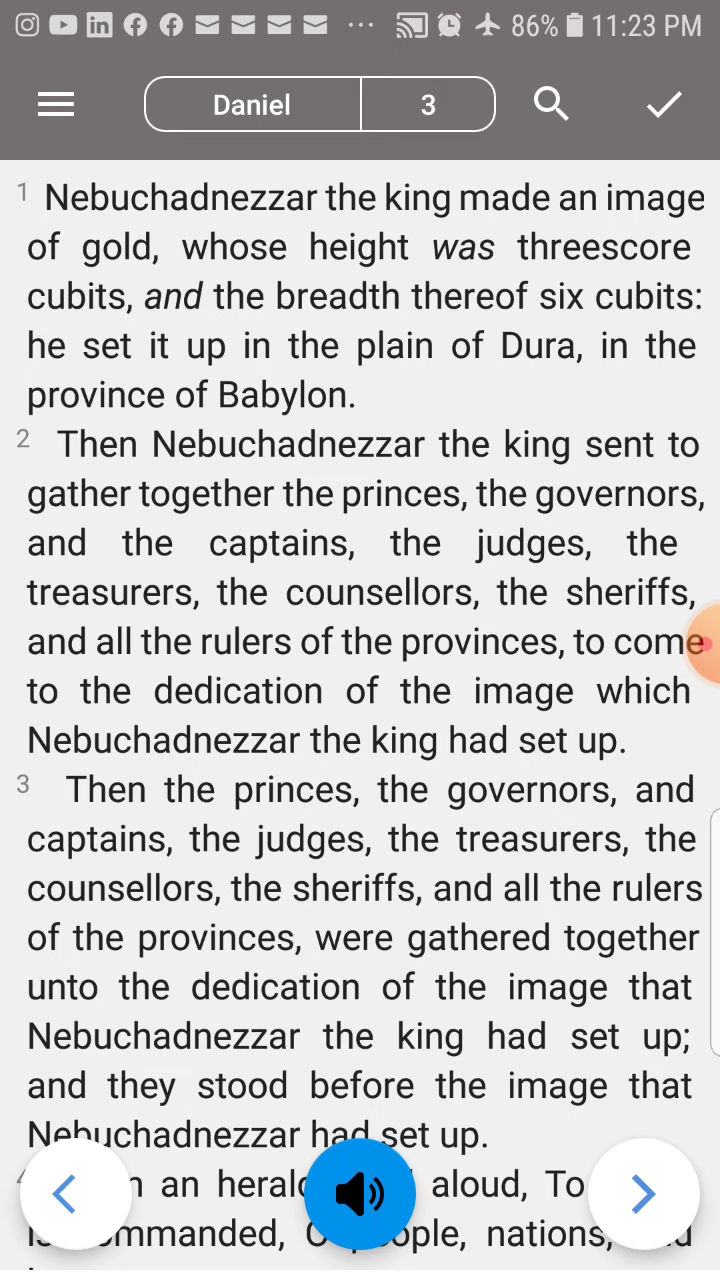 86% 11:23 PM
Daniel 3
1 Nebuchadnezzar the king made an image
of gold, whose height was threescore
cubits, and the breadth thereof six cubits:
he set it up in the plain of Dura, in the
province of Babylon.
2 Then Nebuchadnezzar the king sent to
gather together the princes, the governors,
and the captains, the judges, the
treasurers, the counsellors, the sheriffs,
and all the rulers of the provinces, to come
to the dedication of the image which
Nebuchadnezzar the king had set up.
3 Then the princes, the governors, and
captains, the judges, the treasurers, the
counsellors, the sheriffs, and all the rulers
of the provinces, were gathered together
unto the dedication of the image that
Nebuchadnezzar the king had set up;
and they stood before the image that
Nebuchadnezzar had set up.
an aloud, To
nations,